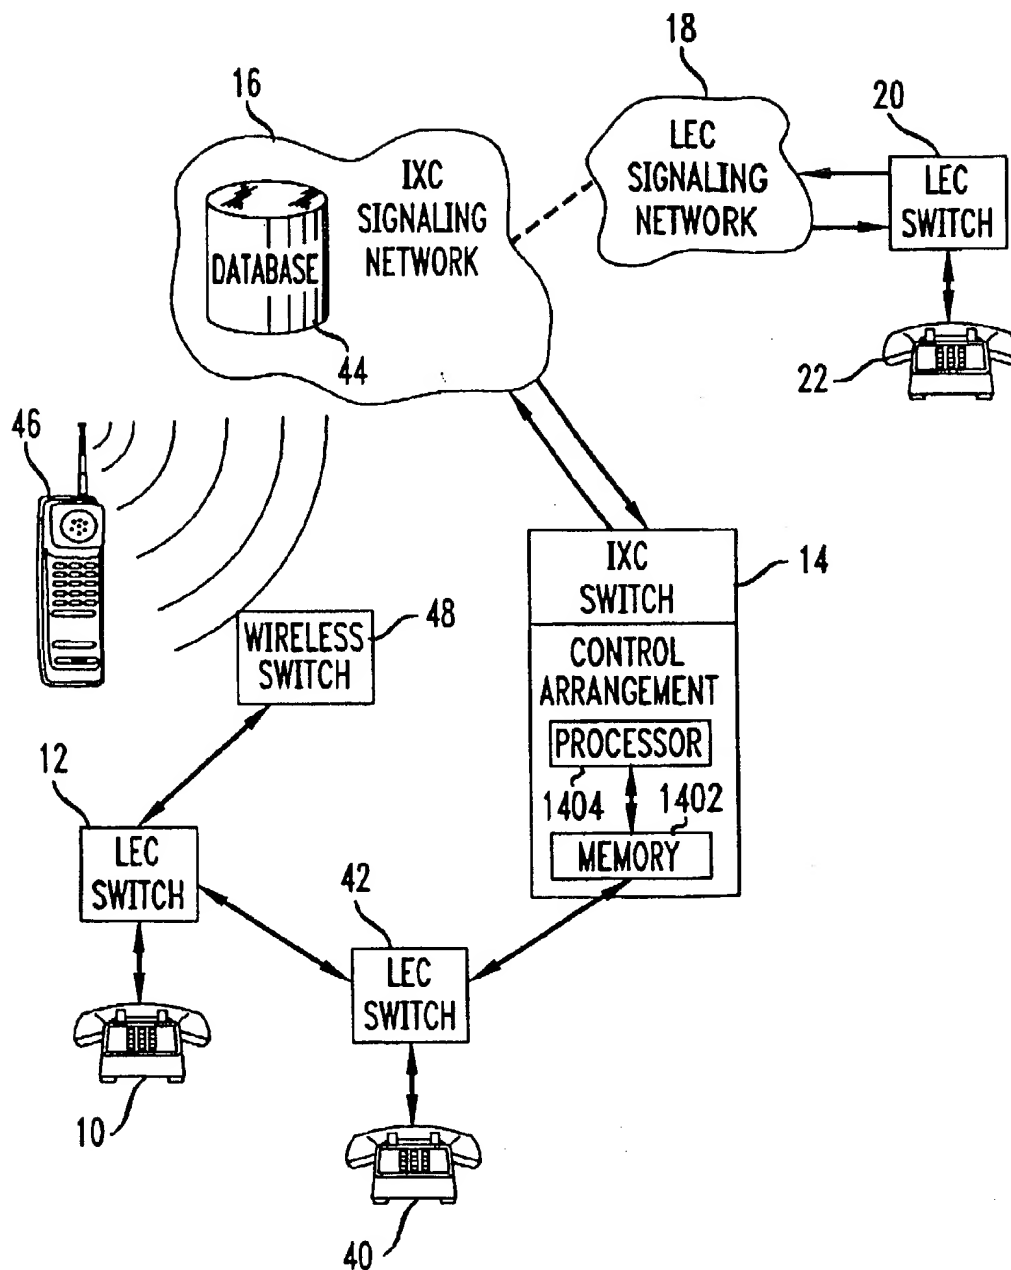 18
16
20
LEC
SIGNALING
NETWORK
LEC
SWITCH
IXC
SIGNALING
NETWORK
DATABASE
44
22
46
IXC
SWITCH
14
CONTROL
ARRANGEMENT
PROCESSOR
1404
1402
MEMORY
WIRELESS
SWITCH
48
12
LEC
SWITCH
42
LEC
SWITCH
10
40